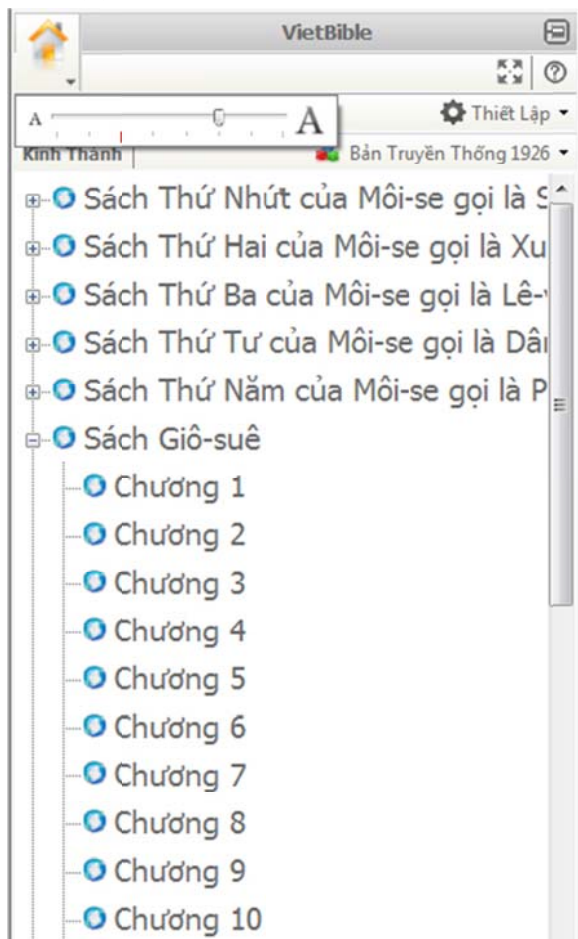 VietBible
A A Thiết Lập
Kinh Thánh Bản Truyền Thống 1926
Sách Thứ Nhứt của Môi-se gọi là S
Sách Thứ Hai của Môi-se gọi là Xu
Sách Thứ Ba của Môi-se gọi là Lê-
Sách Thứ Tư của Môi-se gọi là Dâ
Sách Thứ Năm của Môi-se gọi là P
Sách Giô-suê
Chương 1
Chương 2
Chương 3
Chương 4
Chương 5
Chương 6
Chương 7
Chương 8
Chương 9
Chương 10